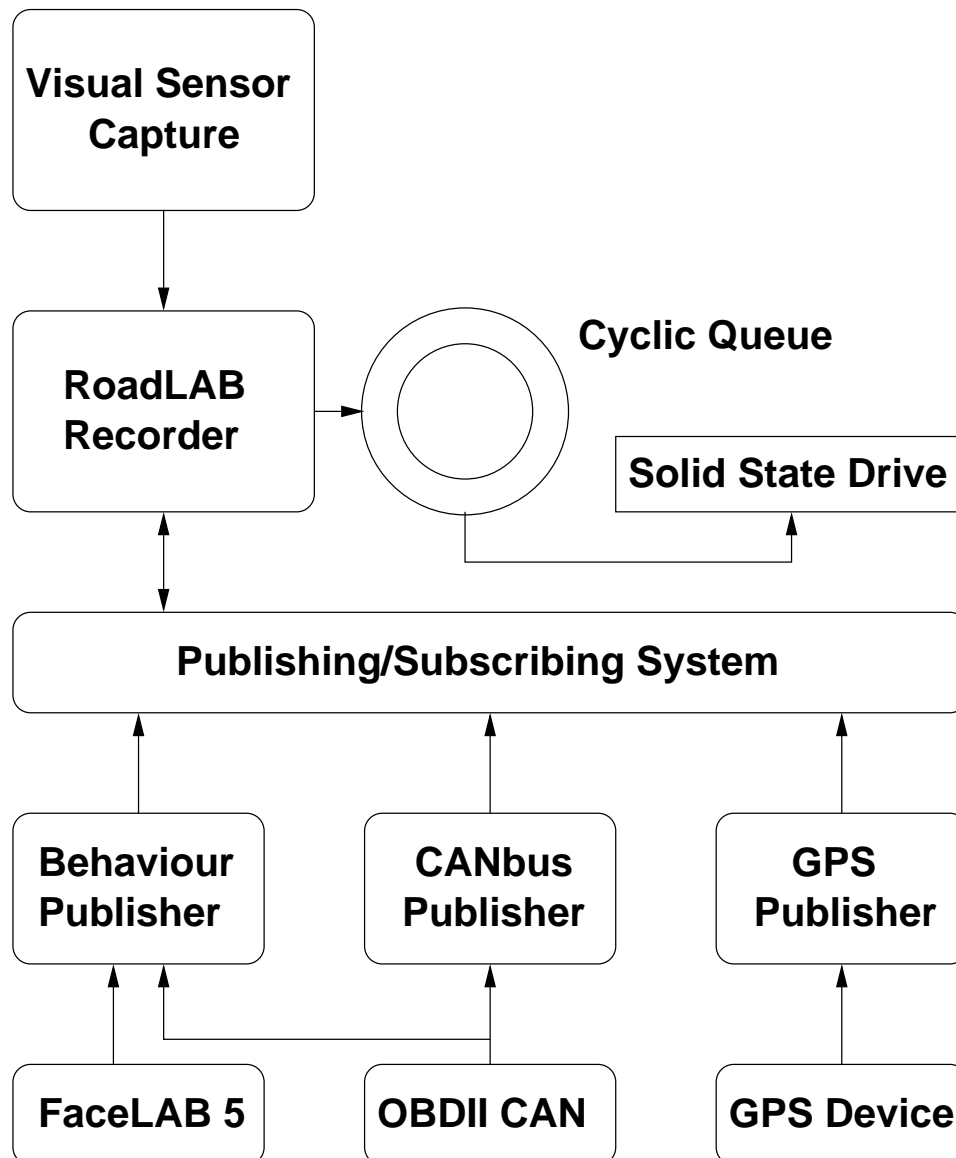 Visual Sensor
Capture
RoadLAB
Recorder
Cyclic Queue
Solid State Drive
Publishing/Subscribing System
Behaviour
Publisher
CANbus
Publisher
GPS
Publisher
FaceLAB 5
OBDII CAN
GPS Device